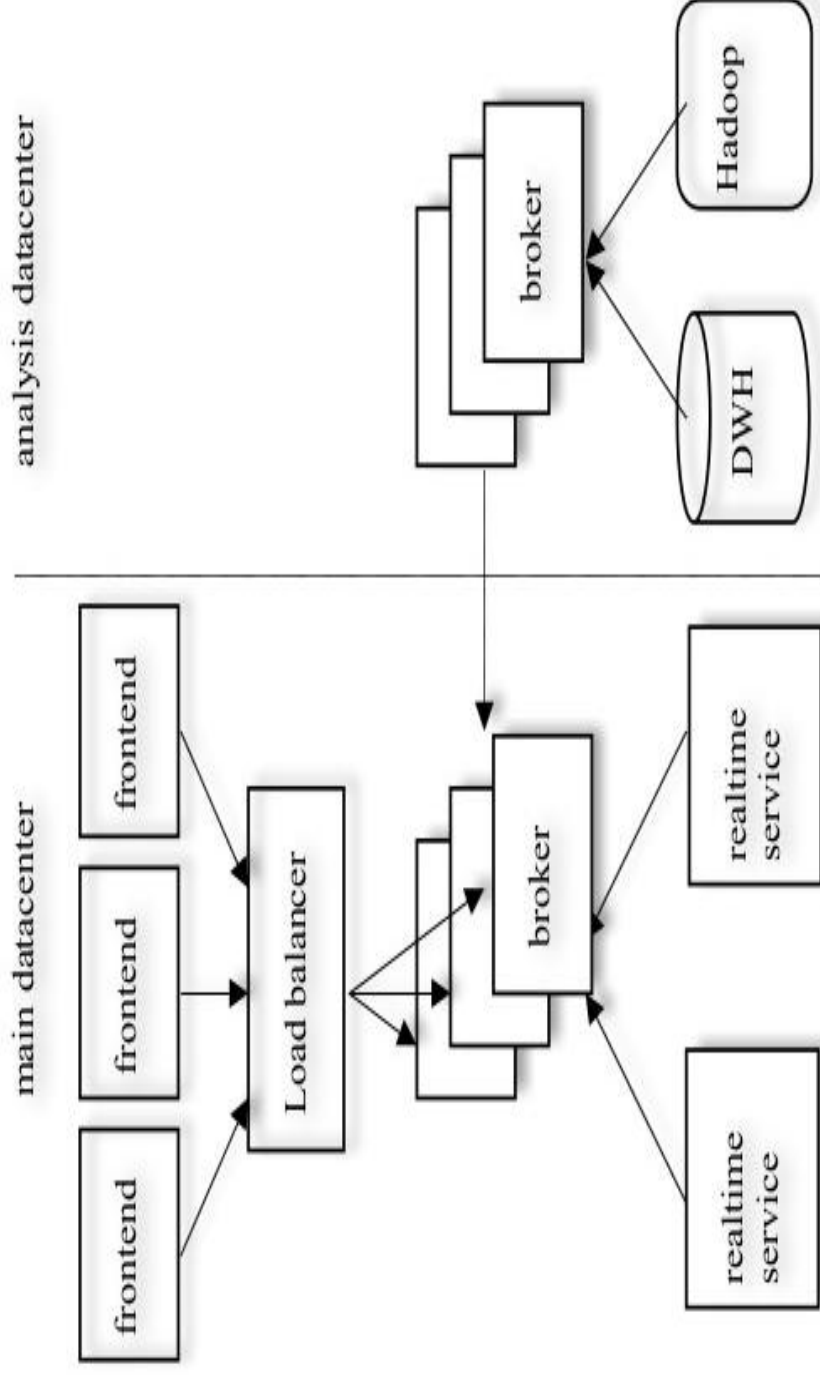 main datacenter
analysis datacenter
frontend
frontend
frontend
Load balancer
broker
broker
realtime
service
realtime
service
DWH
Hadoop